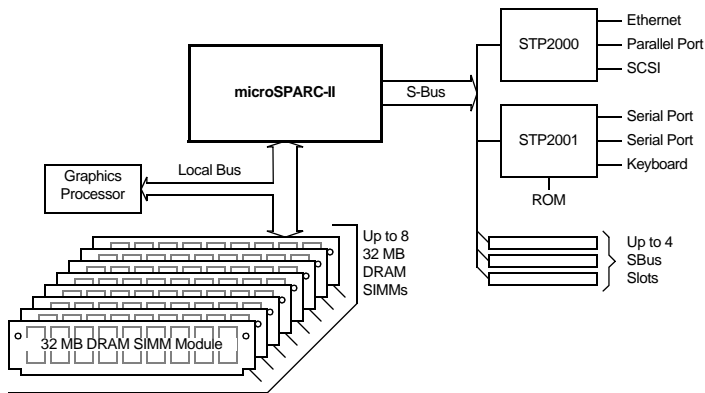 Ethernet
STP2000
Parallel Port
SCSI
microSPARC-II
S-Bus
Serial Port
STP2001
Serial Port
Keyboard
ROM
Graphics
Processor
Local Bus
Up to 8
32 MB
DRAM
SIMMs
Up to 4
SBus
Slots
32 MB DRAM SIMM Module